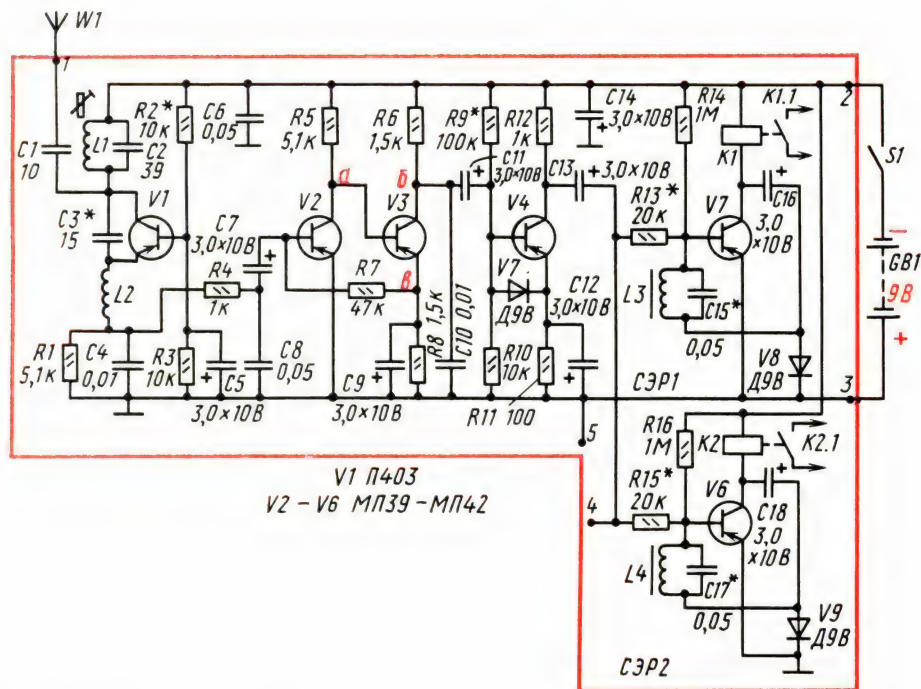 W1
1
R2*
10к
C6
0,05
R5
5,1к
R6
1,5к
R9*
100к
R12
1к
C14
3,0×10В
R14
1М
K1.1
2
S1
C1
10
L1
C2
39
C11
3,0×10В
C13
3,0×10В
K1
а
б
V1
V2
V3
V4
R13*
20к
V7
C16
3,0
×10В
GB1
9В
C3*
15
C7
3,0×10В
R4
1к
L2
R7
47к
в
V7
Д9В
C12
3,0×10В
L3
C15*
0,05
R1
5,1к
C4
0,01
R3
10к
C5
3,0×10В
C8
0,05
C9
3,0×10В
R8 1,5к
C10 0,01
R10
10к
R11 100
СЭР1
V8
Д9В
3
5
R16
1М
K2
K2.1
V1 П403
V2 – V6 МП39 – МП42
4
R15*
20к
V6
C18
3,0
×10В
L4
C17*
0,05
V9
Д9В
СЭР2